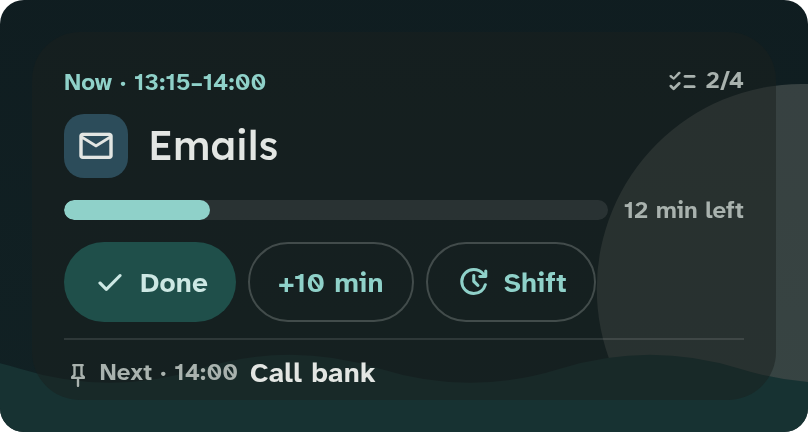 Now · 13:15–14:00
2/4
Emails
12 min left
Done
+10 min
Shift
Next · 14:00 Call bank